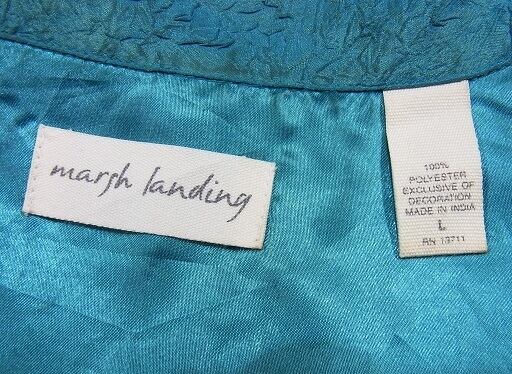 marsh landing
100%
POLYESTER
EXCLUSIVE OF
DECORATION
MADE IN INDIA
L
RN 13711